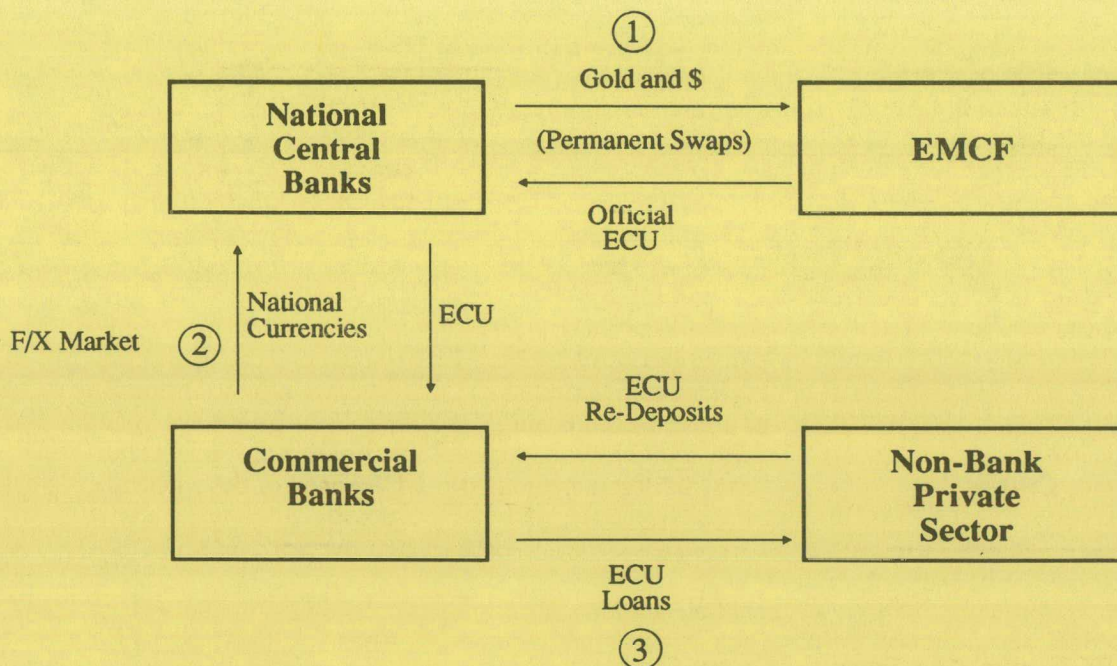 ①
Gold and $
National
Central
Banks
(Permanent Swaps)
EMCF
Official
ECU
National
Currencies
ECU
F/X Market
②
ECU
Re-Deposits
Commercial
Banks
Non-Bank
Private
Sector
ECU
Loans
③